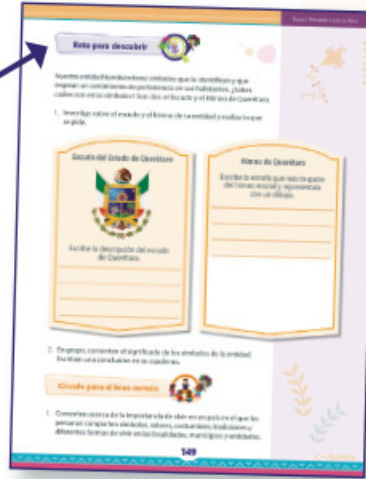 Reto para descubrir
Nuestra entidad también tiene símbolos que la identifican y que
inspiran un sentimiento de pertenencia en sus habitantes. ¿Sabes
cuáles son estos símbolos? Son dos: el Escudo y el Himno de Querétaro.
1. Investiga sobre el escudo y el himno de tu entidad y realiza lo que
se pide.
Escudo del Estado de Querétaro
Escribe la descripción del escudo
de Querétaro.
Himno de Querétaro
Escribe la estrofa que más te guste
del himno estatal y represéntala
con un dibujo.
2. En grupo, comenten el significado de los símbolos de la entidad.
Escriban una conclusión en su cuaderno.
Círculo para el bien común
1. Comenten acerca de la importancia de vivir en un país en el que las
personas comparten símbolos, valores, costumbres, tradiciones y
diferentes formas de vivir en las localidades, municipios y entidades.
149